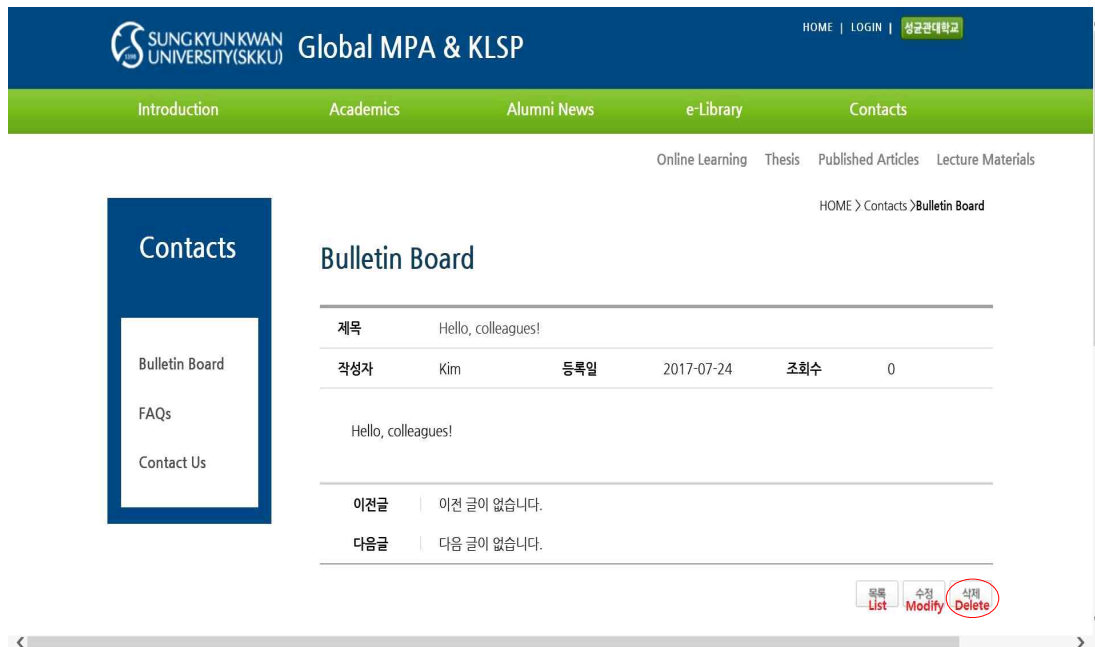 HOME | LOGIN | 성균관대학교
SUNG KYUN KWAN
UNIVERSITY(SKKU)
1398
Global MPA & KLSP
Introduction Academics Alumni News e-Library Contacts
Online Learning Thesis Published Articles Lecture Materials
HOME > Contacts >Bulletin Board
Contacts
Bulletin Board
FAQs
Contact Us
Bulletin Board
제목 Hello, colleagues!
작성자 Kim 등록일 2017-07-24 조회수 0
Hello, colleagues!
이전글 이전 글이 없습니다.
다음글 다음 글이 없습니다.
목록 수정 삭제
List Modify Delete